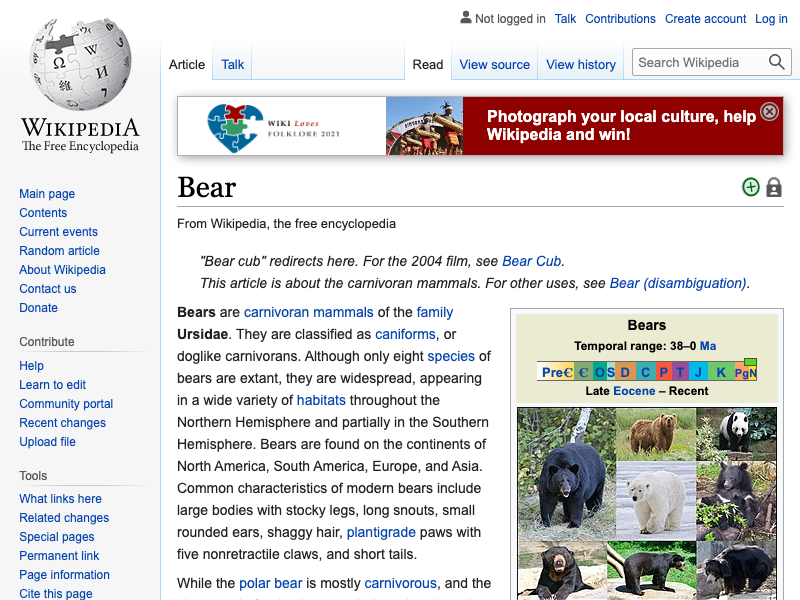 Not logged in Talk Contributions Create account Log in
Article Talk Read View source View history Search Wikipedia
WIKIPEDIA
The Free Encyclopedia
WIKI Loves
FOLKLORE 2021
Photograph your local culture, help
Wikipedia and win!
Main page
Contents
Current events
Random article
About Wikipedia
Contact us
Donate
Contribute
Help
Learn to edit
Community portal
Recent changes
Upload file
Tools
What links here
Related changes
Special pages
Permanent link
Page information
Cite this page
Bear
From Wikipedia, the free encyclopedia
"Bear cub" redirects here. For the 2004 film, see Bear Cub.
This article is about the carnivoran mammals. For other uses, see Bear (disambiguation).
Bears are carnivoran mammals of the family
Ursidae. They are classified as caniforms, or
doglike carnivorans. Although only eight species of
bears are extant, they are widespread, appearing
in a wide variety of habitats throughout the
Northern Hemisphere and partially in the Southern
Hemisphere. Bears are found on the continents of
North America, South America, Europe, and Asia.
Common characteristics of modern bears include
large bodies with stocky legs, long snouts, small
rounded ears, shaggy hair, plantigrade paws with
five nonretractile claws, and short tails.
While the polar bear is mostly carnivorous, and the
Bears
Temporal range: 38–0 Ma
PreЄ Є O S D C P T J K Pg N
Late Eocene – Recent